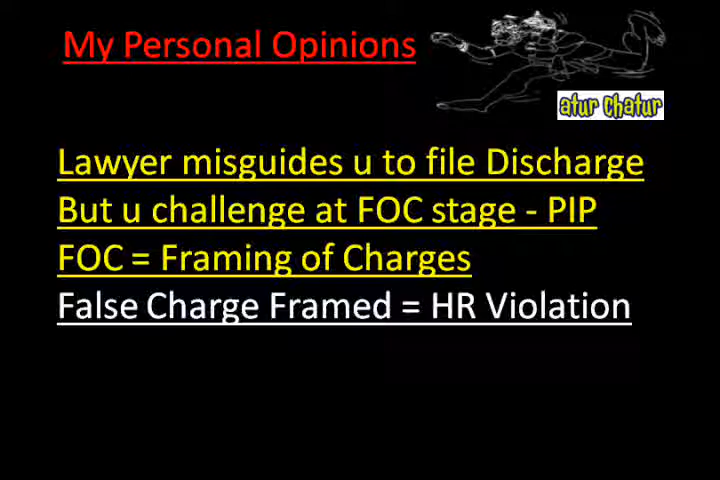 My Personal Opinions
atur chatur
Lawyer misguides u to file Discharge
But u challenge at FOC stage - PIP
FOC = Framing of Charges
False Charge Framed = HR Violation